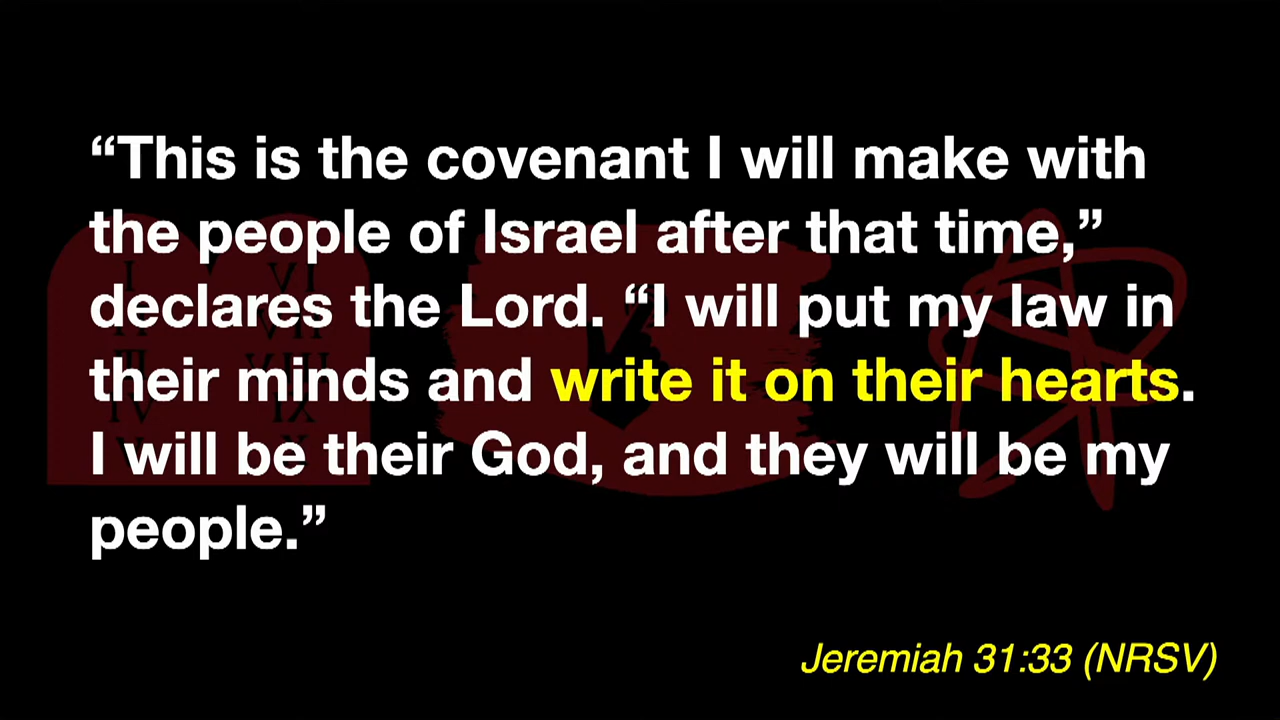 “This is the covenant I will make with
the people of Israel after that time,”
declares the Lord. “I will put my law in
their minds and write it on their hearts.
I will be their God, and they will be my
people.”
Jeremiah 31:33 (NRSV)